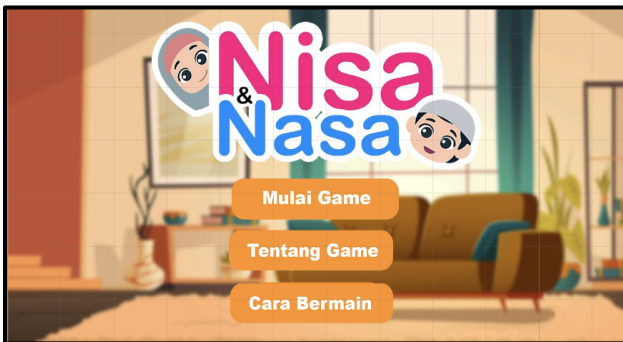 Nisa
&
Nasa
Mulai Game
Tentang Game
Cara Bermain